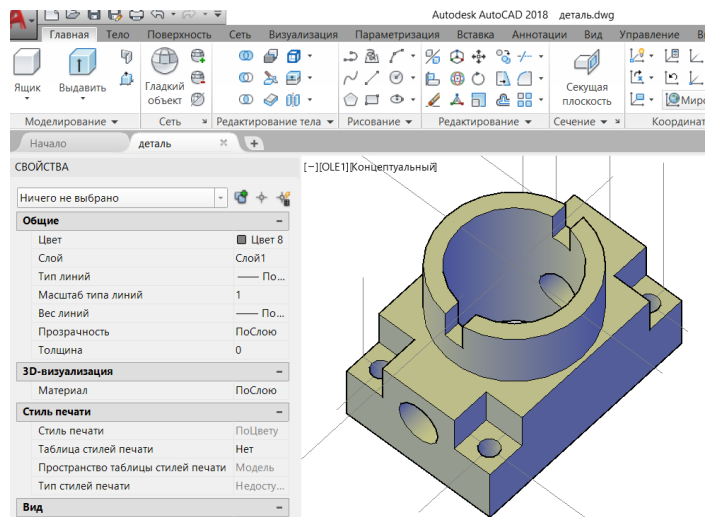 Autodesk AutoCAD 2018 деталь.dwg
Главная Тело Поверхность Сеть Визуализация Параметризация Вставка Аннотации Вид Управление
Ящик Выдавить Гладкий объект Секущая плоскость
Моделирование Сеть Редактирование тела Рисование Редактирование Сечение
Начало деталь
СВОЙСТВА
[−][OLE1][Концептуальный]
Ничего не выбрано
Общие
Цвет Цвет 8
Слой Слой1
Тип линий По...
Масштаб типа линий 1
Вес линий По...
Прозрачность ПоСлою
Толщина 0
3D-визуализация
Материал ПоСлою
Стиль печати
Стиль печати ПоЦвету
Таблица стилей печати Нет
Пространство таблицы стилей печати Модель
Тип стилей печати Недосту...
Вид